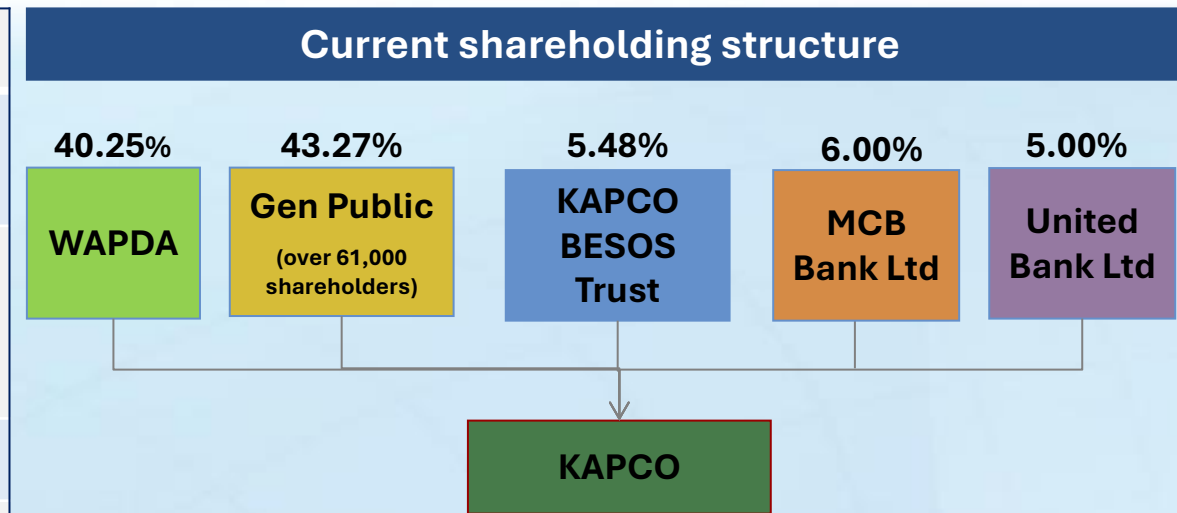 Current shareholding structure
40.25%
43.27%
5.48%
6.00%
5.00%
WAPDA
Gen Public
(over 61,000
shareholders)
KAPCO
BESOS
Trust
MCB
Bank Ltd
United
Bank Ltd
KAPCO